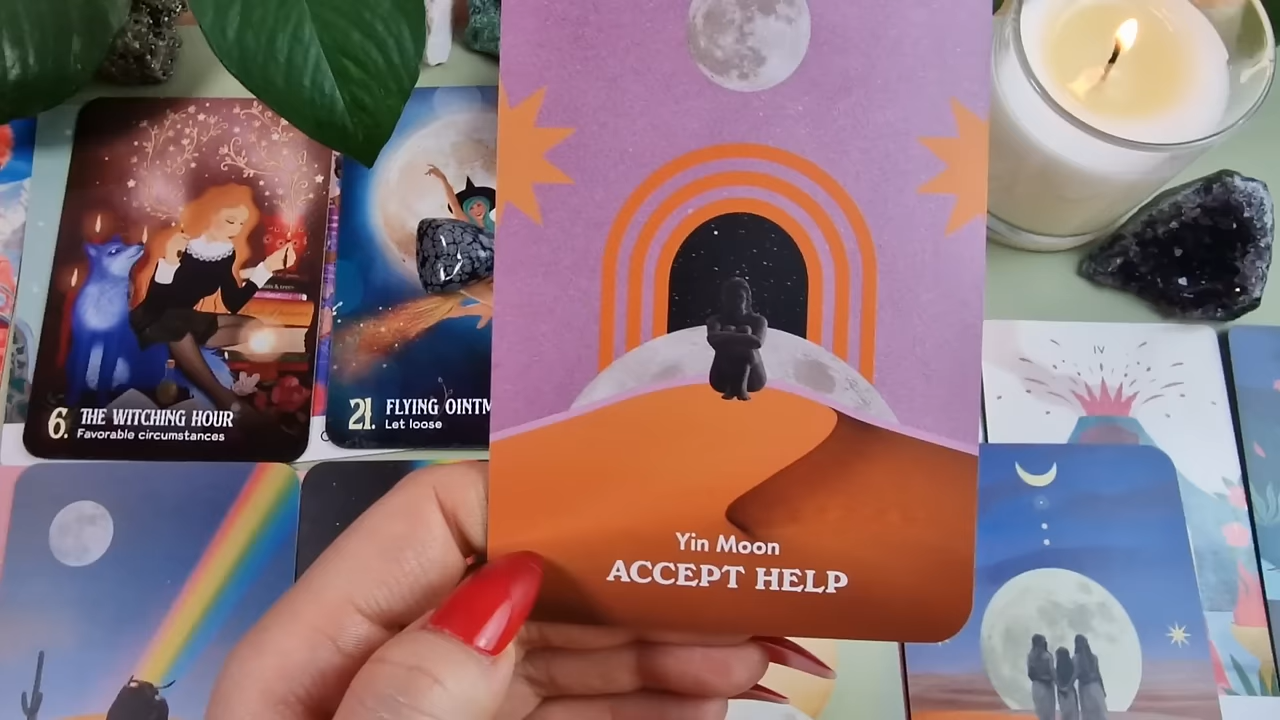 6. THE WITCHING HOUR
Favorable circumstances
21. FLYING OINTM
Let loose
Yin Moon
ACCEPT HELP
IV